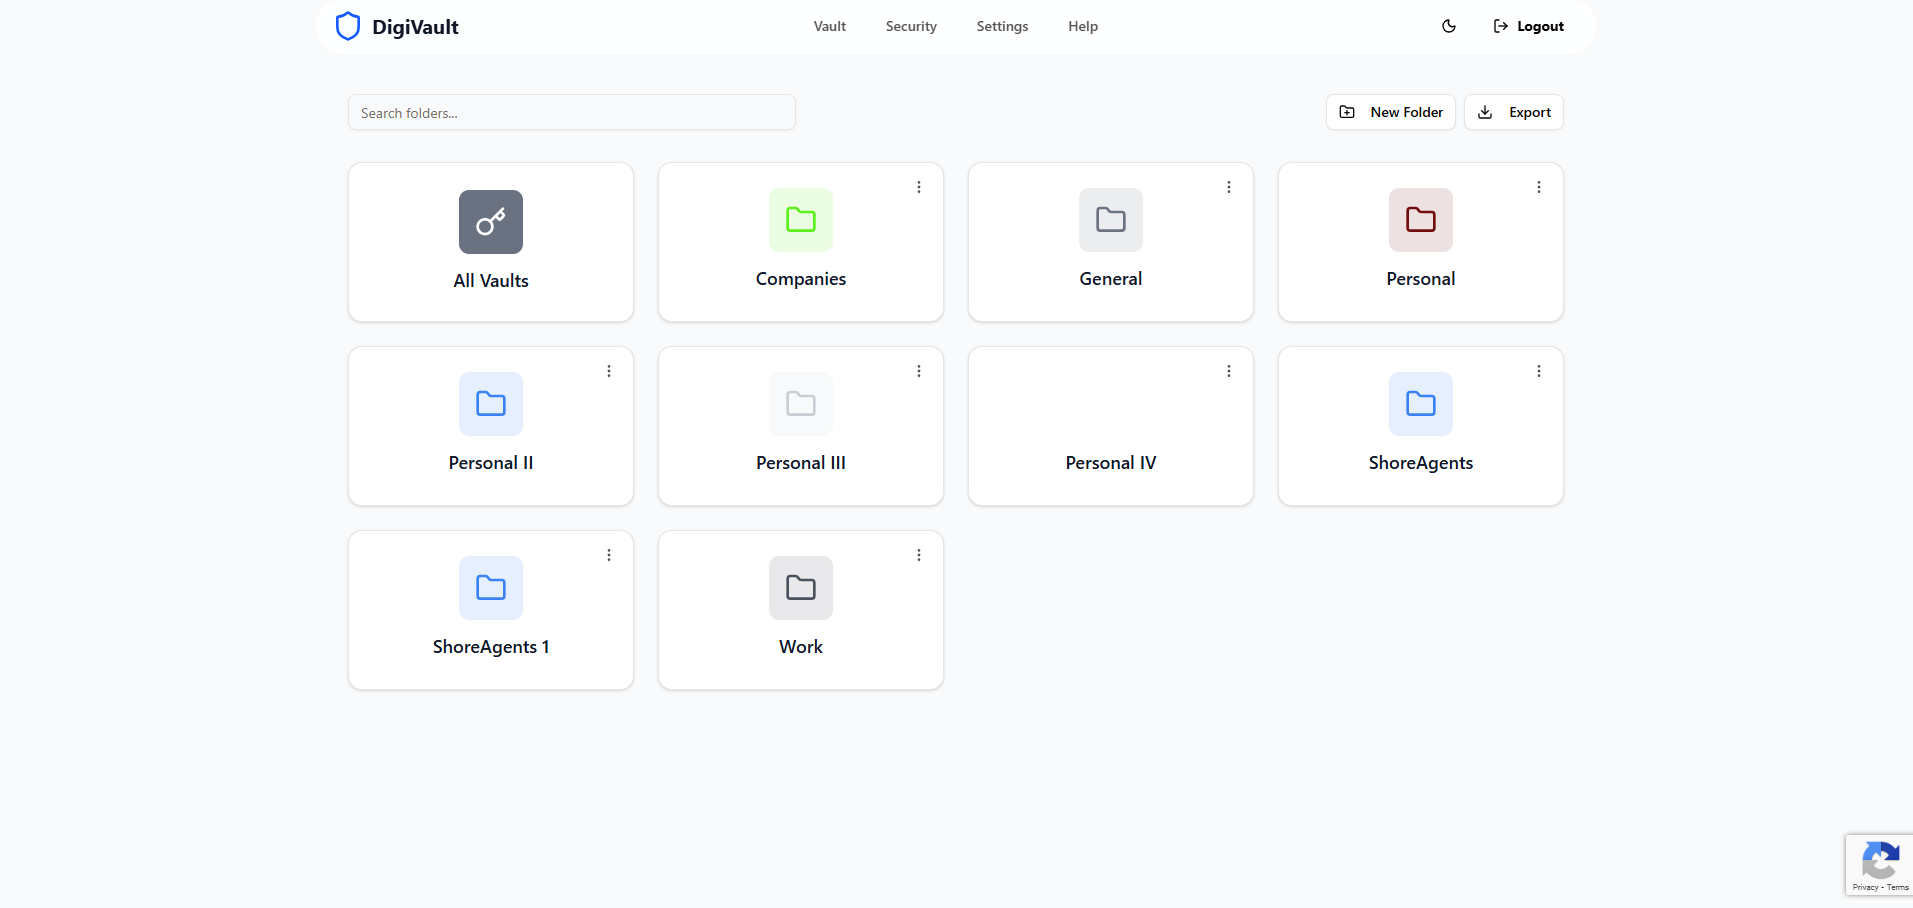 DigiVault
Vault
Security
Settings
Help
Logout
Search folders...
New Folder
Export
All Vaults
Companies
General
Personal
Personal II
Personal III
Personal IV
ShoreAgents
ShoreAgents 1
Work
Privacy - Terms